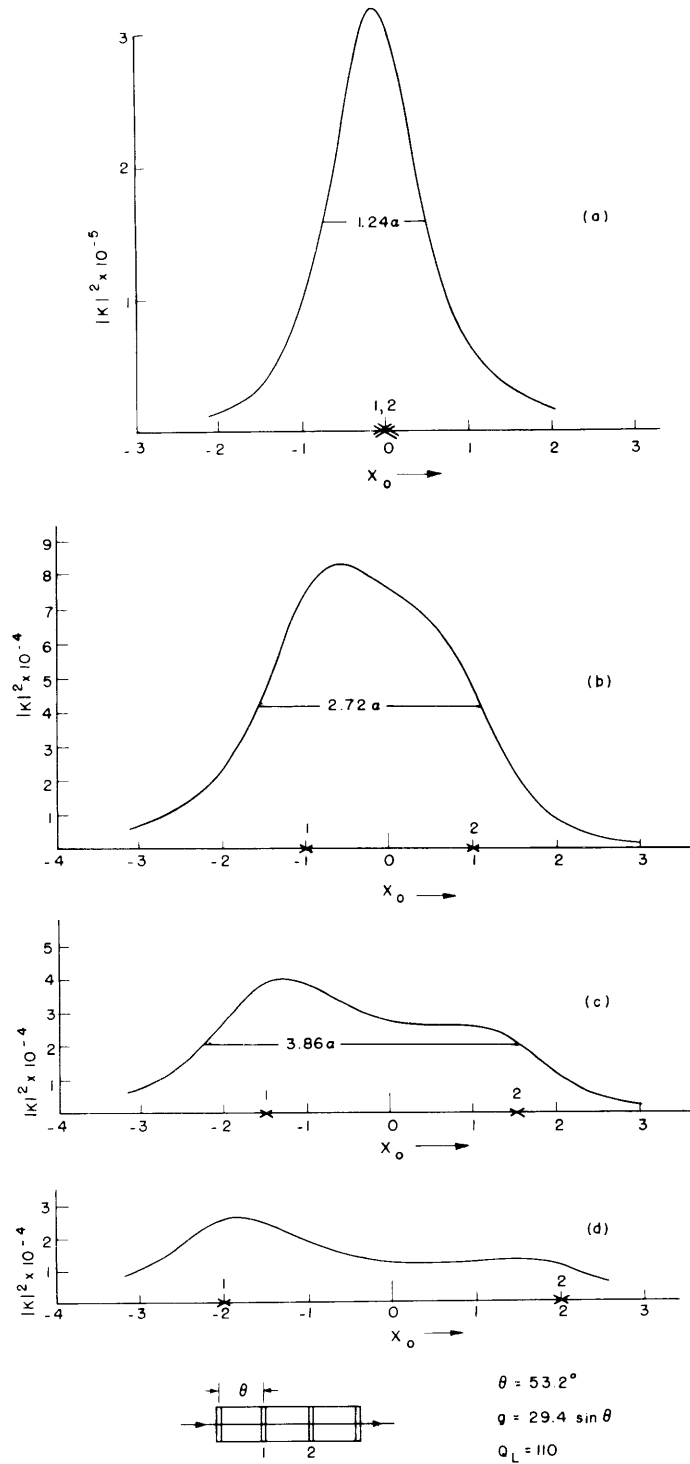 3
2
1
|K|² x 10⁻⁵
1.24a
(a)
1,2
-3 -2 -1 0 1 2 3
X₀
9
8
7
6
5
4
3
2
1
|K|² x 10⁻⁴
2.72a
(b)
1 2
-4 -3 -2 -1 0 1 2 3
X₀
5
4
3
2
1
|K|² x 10⁻⁴
3.86a
(c)
1 2
-4 -3 -2 -1 0 1 2 3
X₀
3
2
1
|K|² x 10⁻⁴
(d)
1 2
-4 -3 -2 -1 0 1 2 3
X₀
θ
1 2
θ = 53.2°
g = 29.4 sin θ
Q_L = 110